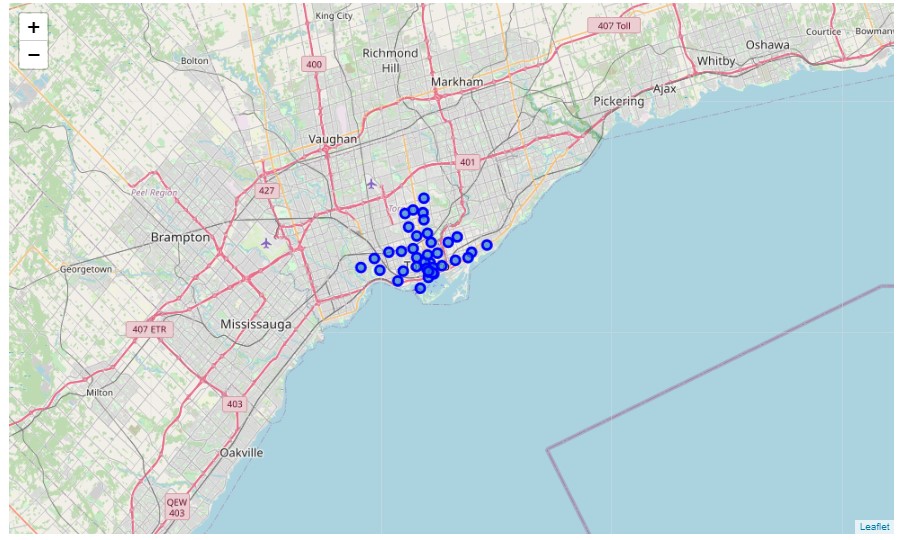 +
−
King City
407 Toll
Courtice
Oshawa
Bolton
Richmond
Hill
400
Whitby
Markham
Ajax
Pickering
Vaughan
401
427
Peel Region
Brampton
Georgetown
Mississauga
407 ETR
Milton
403
Oakville
QEW
403
Leaflet